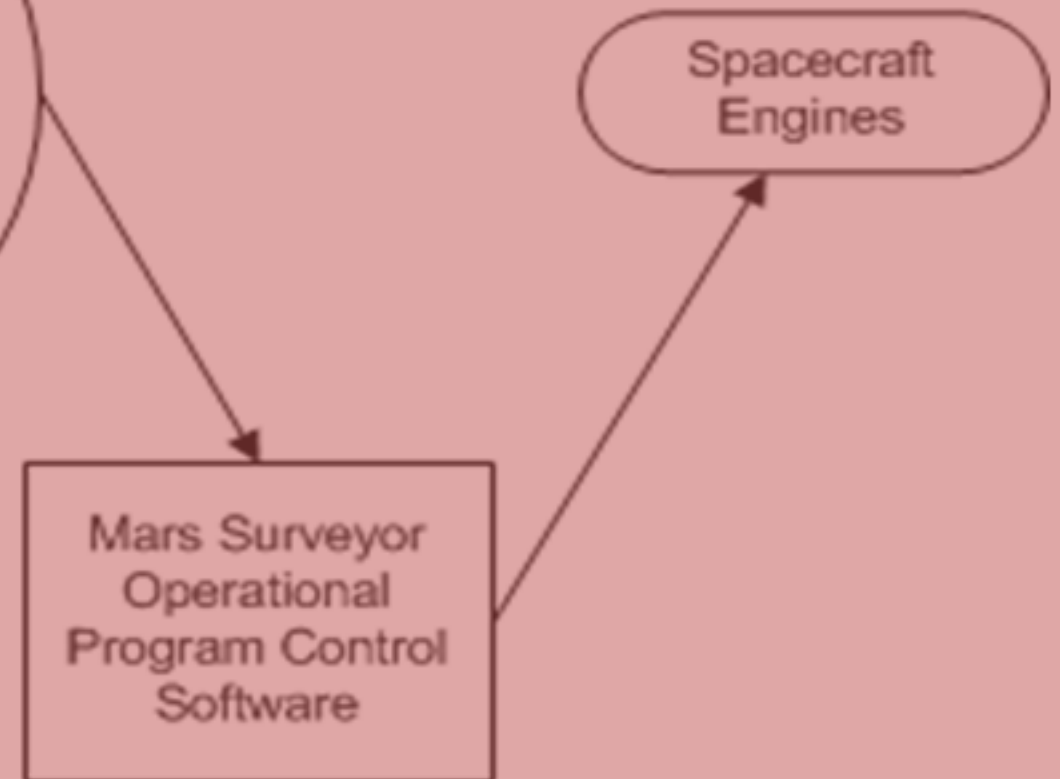 Spacecraft
Engines
Mars Surveyor
Operational
Program Control
Software